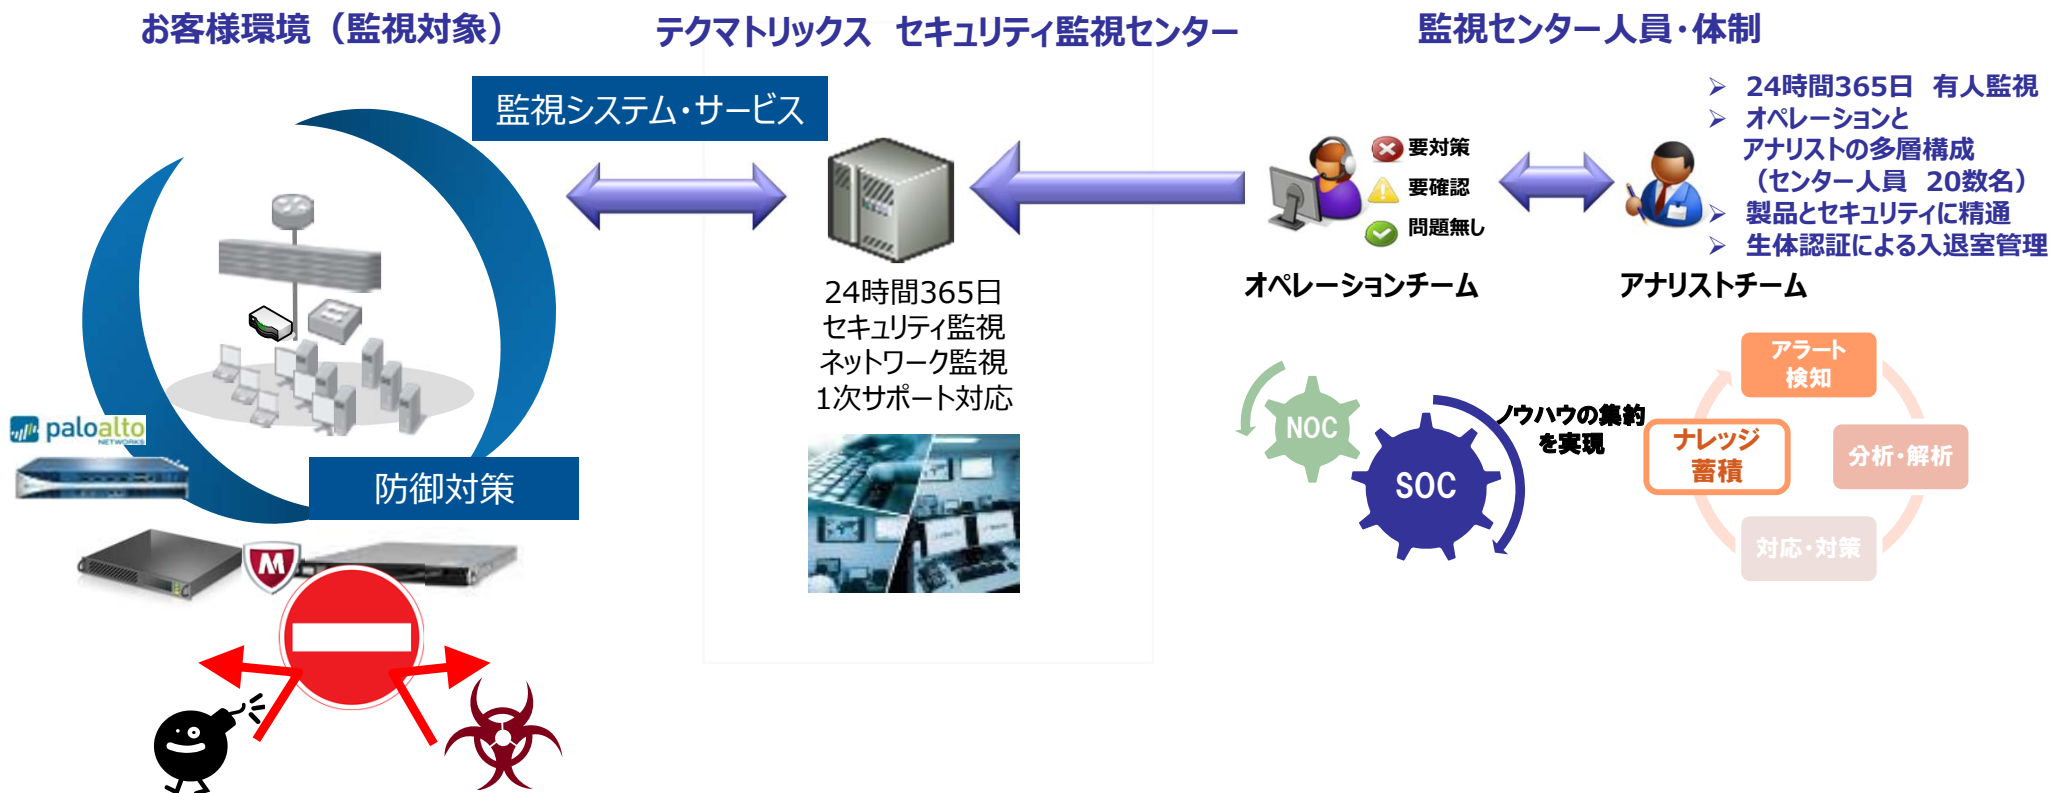 お客様環境（監視対象）
テクマトリックス セキュリティ監視センター
監視センター人員・体制
監視システム・サービス
防御対策
paloalto
NETWORKS
M
24時間365日
セキュリティ監視
ネットワーク監視
1次サポート対応
要対策
要確認
問題無し
オペレーションチーム
アナリストチーム
➢ 24時間365日 有人監視
➢ オペレーションと
アナリストの多層構成
（センター人員 20数名）
➢ 製品とセキュリティに精通
➢ 生体認証による入退室管理
NOC
SOC
ノウハウの集約
を実現
アラート
検知
分析・解析
対応・対策
ナレッジ
蓄積